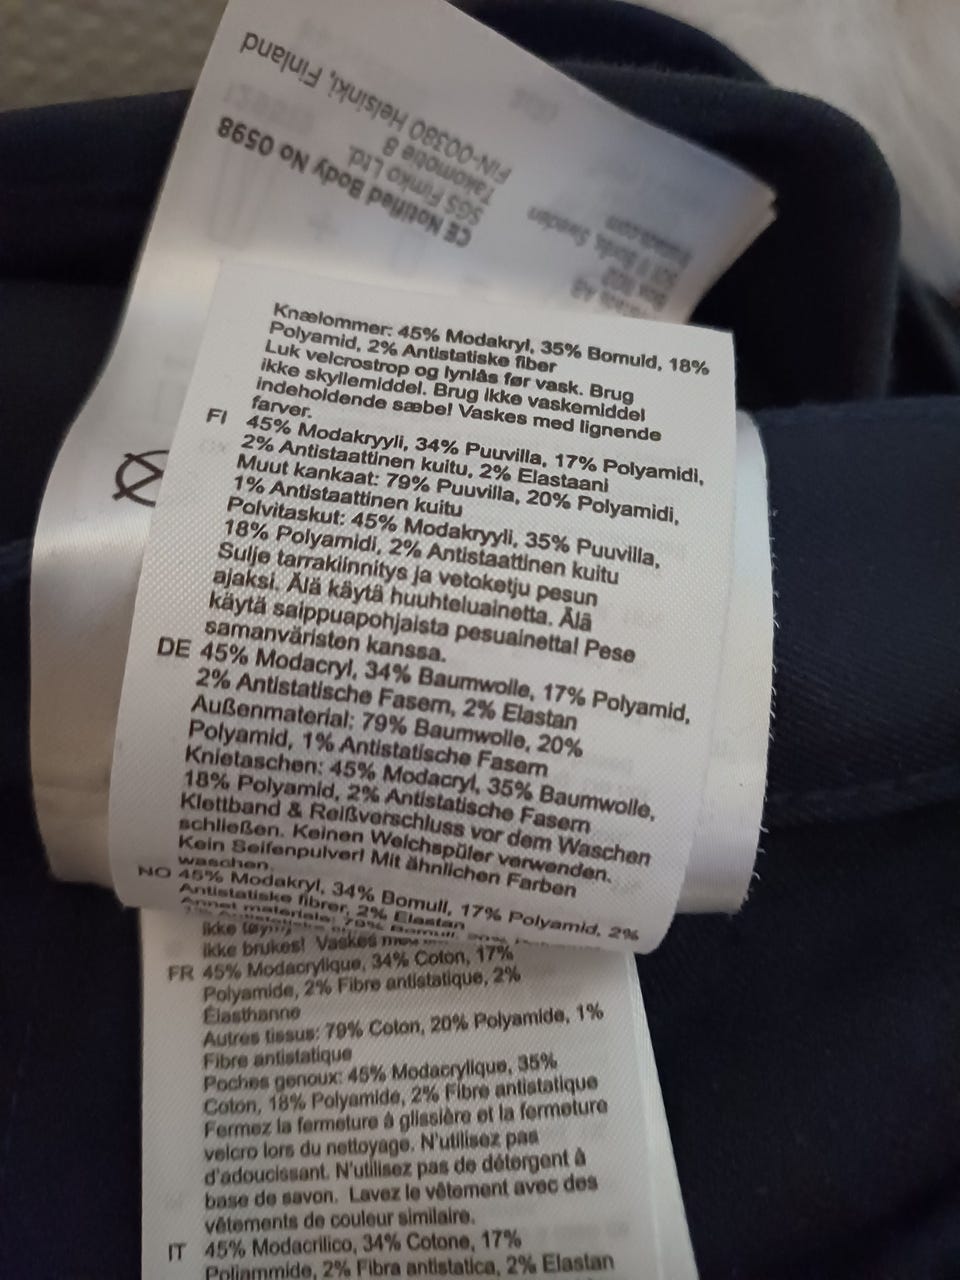 CE Notified Body No 0598
SGS Fimko Ltd.
Takomotie 8
FIN-00380 Helsinki, Finland
Sweden
Knælommer: 45% Modakryl, 35% Bomuld, 18%
Polyamid, 2% Antistatiske fiber
Luk velcrostrop og lynlås før vask. Brug
ikke skyllemiddel. Brug ikke vaskemiddel
indeholdende sæbe! Vaskes med lignende
farver.
FI 45% Modakryyli, 34% Puuvilla, 17% Polyamidi,
2% Antistaattinen kuitu, 2% Elastaani
Muut kankaat: 79% Puuvilla, 20% Polyamidi,
1% Antistaattinen kuitu
Polvitaskut: 45% Modakryyli, 35% Puuvilla,
18% Polyamidi, 2% Antistaattinen kuitu
Sulje tarrakiinnitys ja vetoketju pesun
ajaksi. Älä käytä huuhteluainetta. Älä
käytä saippuapohjaista pesuainetta! Pese
samanväristen kanssa.
DE 45% Modacryl, 34% Baumwolle, 17% Polyamid,
2% Antistatische Fasern, 2% Elastan
Außenmaterial: 79% Baumwolle, 20%
Polyamid, 1% Antistatische Fasern
Knietaschen: 45% Modacryl, 35% Baumwolle,
18% Polyamid, 2% Antistatische Fasern
Klettband & Reißverschluss vor dem Waschen
schließen. Keinen Weichspüler verwenden.
Kein Seifenpulver! Mit ähnlichen Farben
waschen.
NO 45% Modakryl, 34% Bomull, 17% Polyamid, 2%
Antistatiske fibrer, 2% Elastan
Annet materiale: 79% Bomull,
ikke
ikke brukes! Vaskes
FR 45% Modacrylique, 34% Coton, 17%
Polyamide, 2% Fibre antistatique, 2%
Élasthanne
Autres tissus: 79% Coton, 20% Polyamide, 1%
Fibre antistatique
Poches genoux: 45% Modacrylique, 35%
Coton, 18% Polyamide, 2% Fibre antistatique
Fermez la fermeture à glissière et la fermeture
velcro lors du nettoyage. N'utilisez pas
d'adoucissant. N'utilisez pas de détergent à
base de savon. Lavez le vêtement avec des
vêtements de couleur similaire.
IT 45% Modacrilico, 34% Cotone, 17%
Poliammide, 2% Fibra antistatica, 2% Elastan